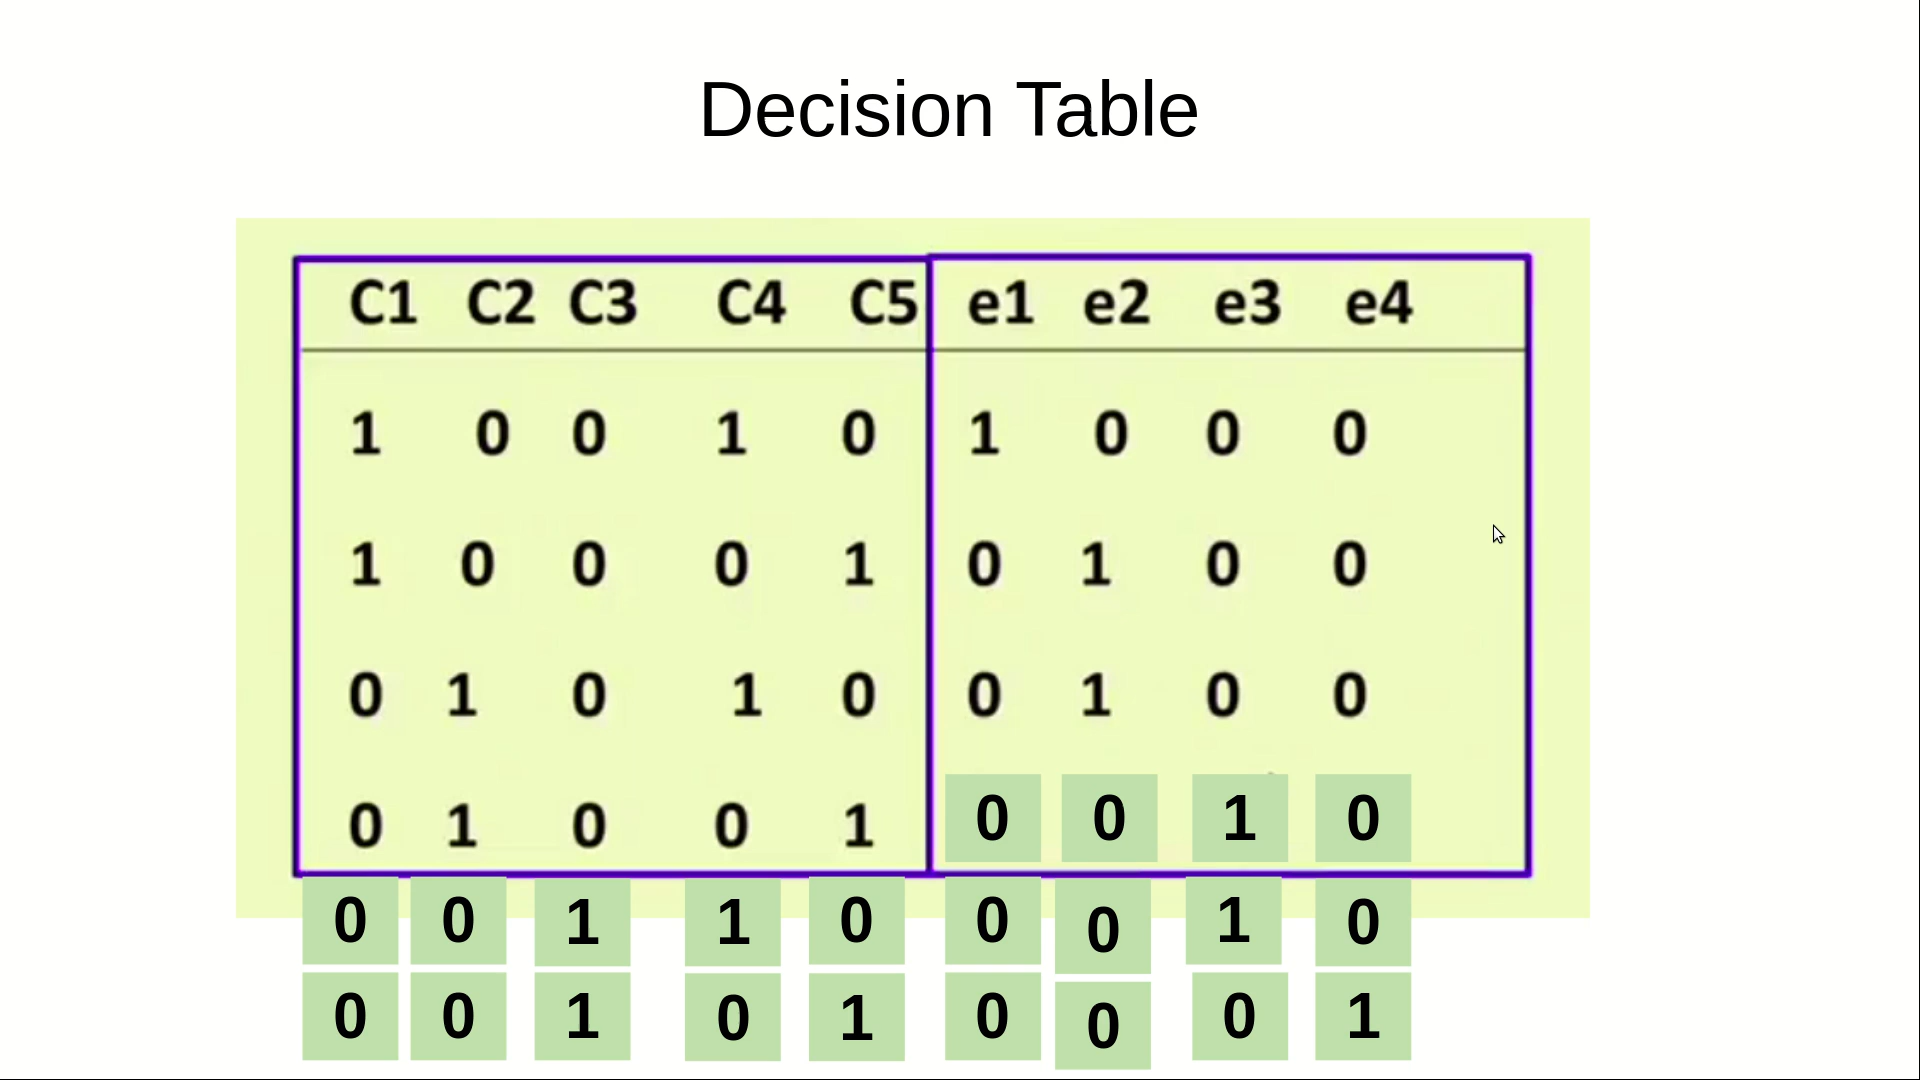 Decision Table
C1 C2 C3 C4 C5 e1 e2 e3 e4
1 0 0 1 0 1 0 0 0
1 0 0 0 1 0 1 0 0
0 1 0 1 0 0 1 0 0
0 1 0 0 1 0 0 1 0
0 0 1 1 0 0 0 1 0
0 0 1 0 1 0 0 0 1